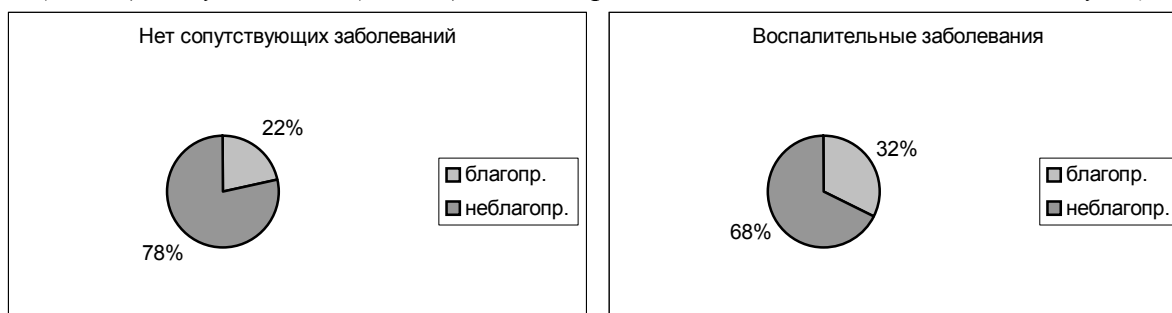 Нет сопутствующих заболеваний
22%
78%
благопр.
неблагопр.
Воспалительные заболевания
32%
68%
благопр.
неблагопр.